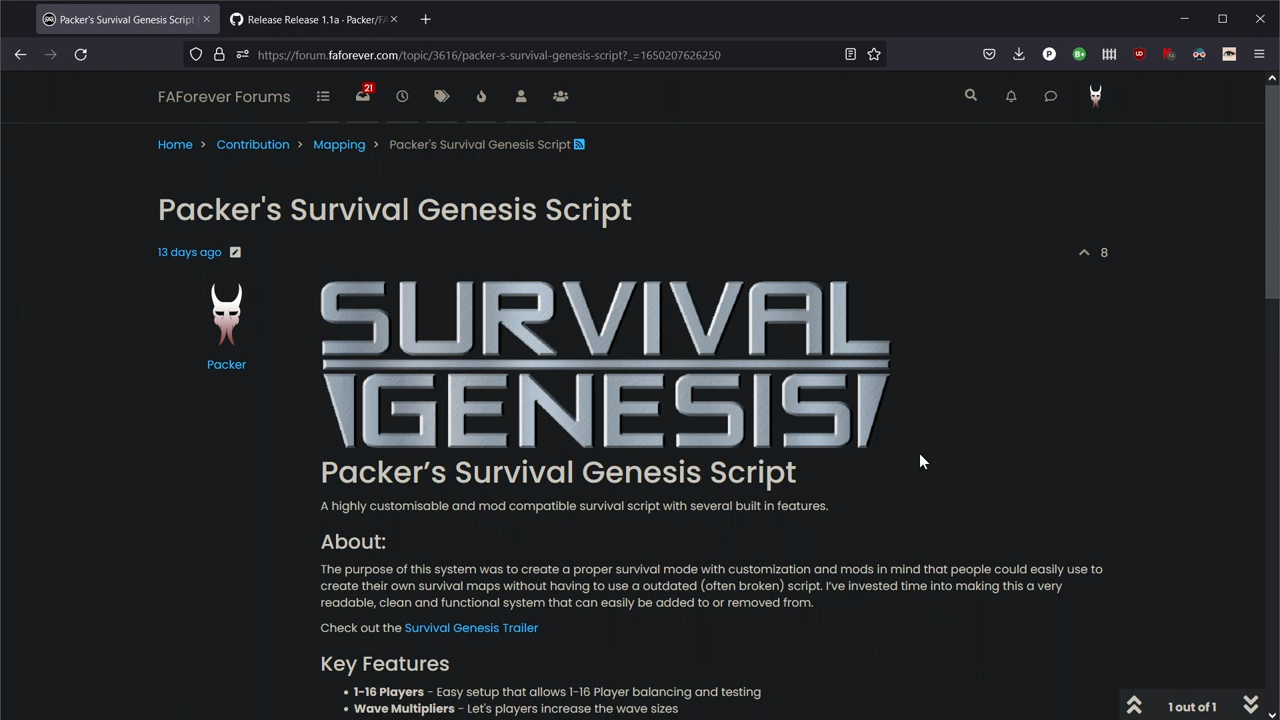 Packer's Survival Genesis Script
Release Release 1.1a · Packer/FA
https://forum.faforever.com/topic/3616/packer-s-survival-genesis-script?_=1650207626250
FAForever Forums
21
Home
Contribution
Mapping
Packer's Survival Genesis Script
Packer's Survival Genesis Script
13 days ago
8
Packer
SURVIVAL
GENESIS
Packer’s Survival Genesis Script
A highly customisable and mod compatible survival script with several built in features.
About:
The purpose of this system was to create a proper survival mode with customization and mods in mind that people could easily use to
create their own survival maps without having to use a outdated (often broken) script. I’ve invested time into making this a very
readable, clean and functional system that can easily be added to or removed from.
Check out the Survival Genesis Trailer
Key Features
• 1-16 Players - Easy setup that allows 1-16 Player balancing and testing
• Wave Multipliers - Let's players increase the wave sizes
1 out of 1